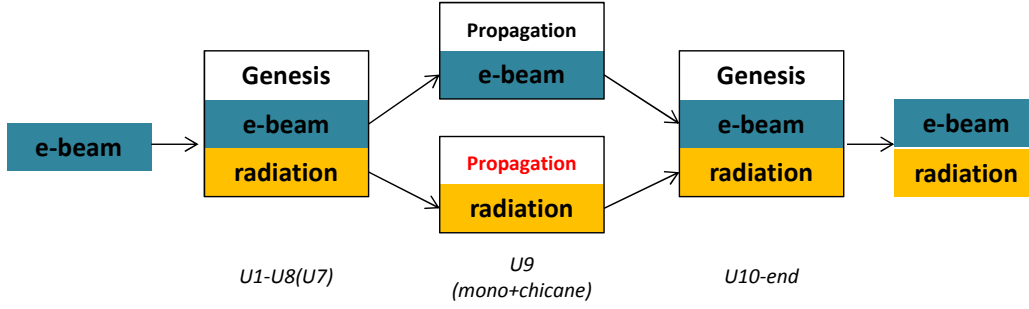 e-beam
Genesis
e-beam
radiation
U1-U8(U7)
Propagation
e-beam
Propagation
radiation
U9
(mono+chicane)
Genesis
e-beam
radiation
U10-end
e-beam
radiation